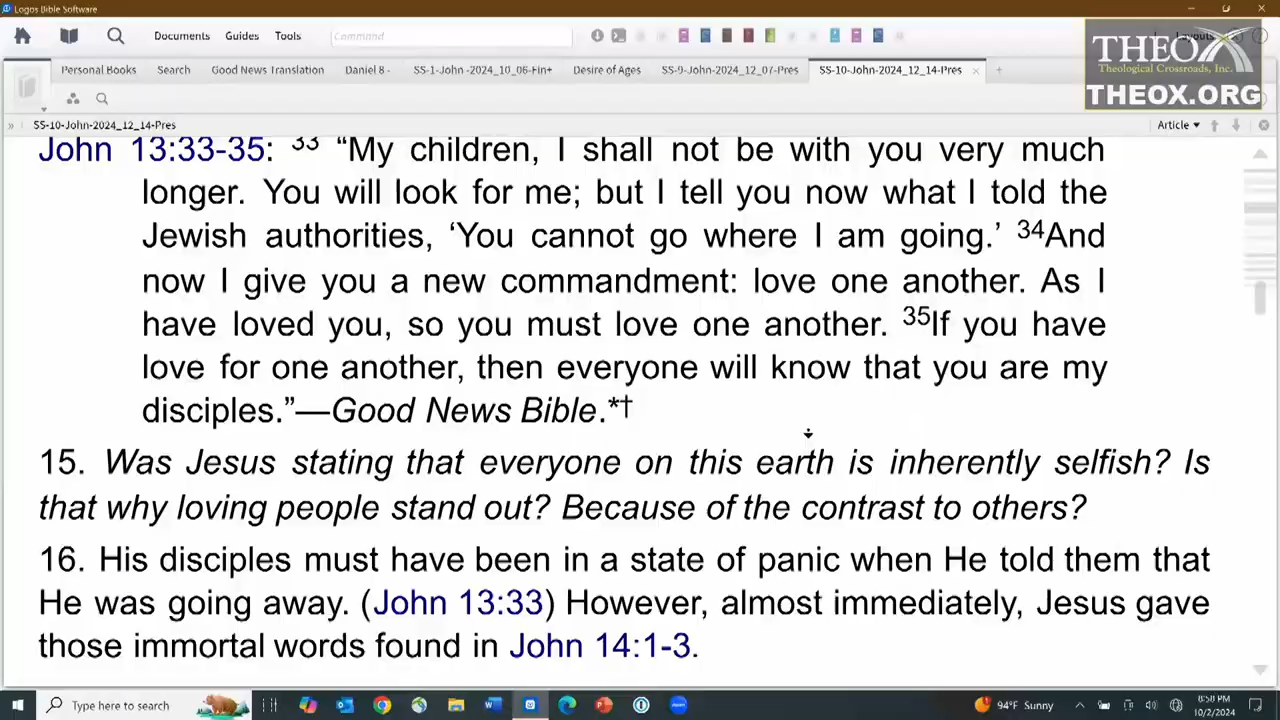 Logos Bible Software
Documents Guides Tools Command Layouts
THEOX
Theological Crossroads, Inc.
THEOX.ORG
Personal Books Search Good News Translation Daniel 8 - Desire of Ages SS-9-John-2024_12_07-Pres SS-10-John-2024_12_14-Pres
SS-10-John-2024_12_14-Pres Article
John 13:33-35: 33 “My children, I shall not be with you very much
longer. You will look for me; but I tell you now what I told the
Jewish authorities, ‘You cannot go where I am going.’ 34And
now I give you a new commandment: love one another. As I
have loved you, so you must love one another. 35If you have
love for one another, then everyone will know that you are my
disciples.”—Good News Bible.*†
15. Was Jesus stating that everyone on this earth is inherently selfish? Is
that why loving people stand out? Because of the contrast to others?
16. His disciples must have been in a state of panic when He told them that
He was going away. (John 13:33) However, almost immediately, Jesus gave
those immortal words found in John 14:1-3.
Type here to search 94°F Sunny 8:58 PM
10/2/2024